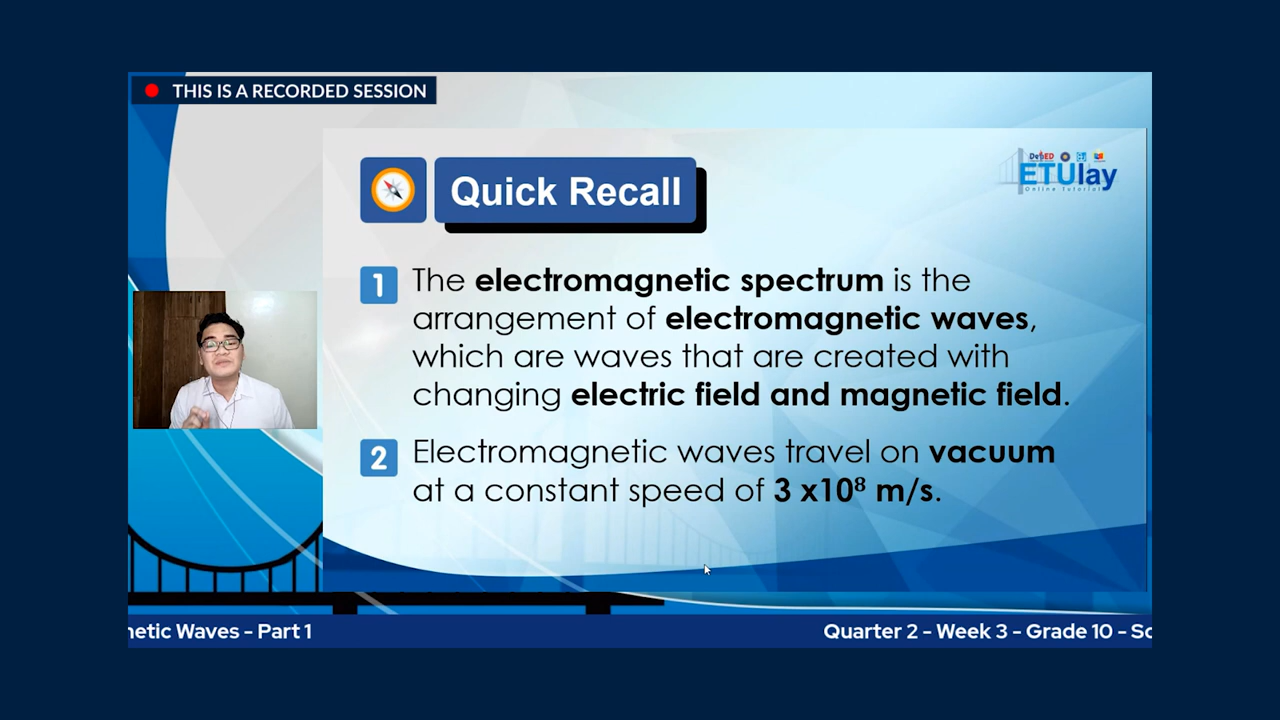 THIS IS A RECORDED SESSION
DepED
ETUlay
Online Tutorial
Quick Recall
1 The electromagnetic spectrum is the
arrangement of electromagnetic waves,
which are waves that are created with
changing electric field and magnetic field.
2 Electromagnetic waves travel on vacuum
at a constant speed of 3 x10⁸ m/s.
netic Waves - Part 1
Quarter 2 - Week 3 - Grade 10 - Sc